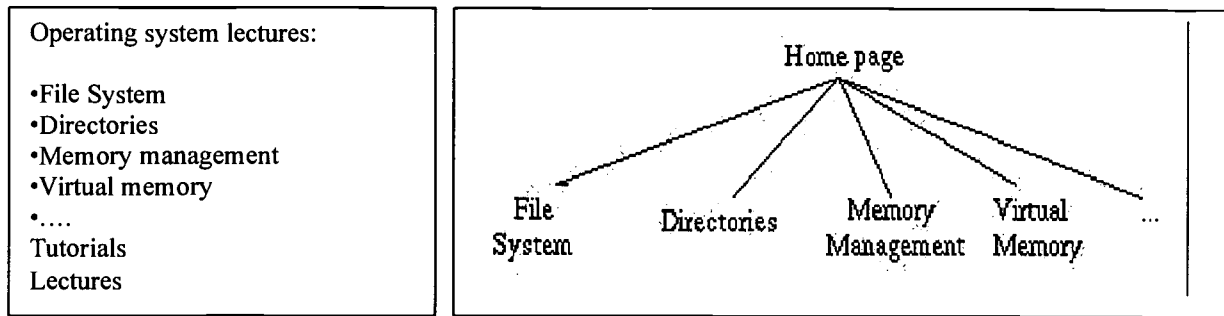 Operating system lectures:
•File System
•Directories
•Memory management
•Virtual memory
•....
Tutorials
Lectures
Home page
File
System
Directories
Memory
Management
Virtual
Memory
...